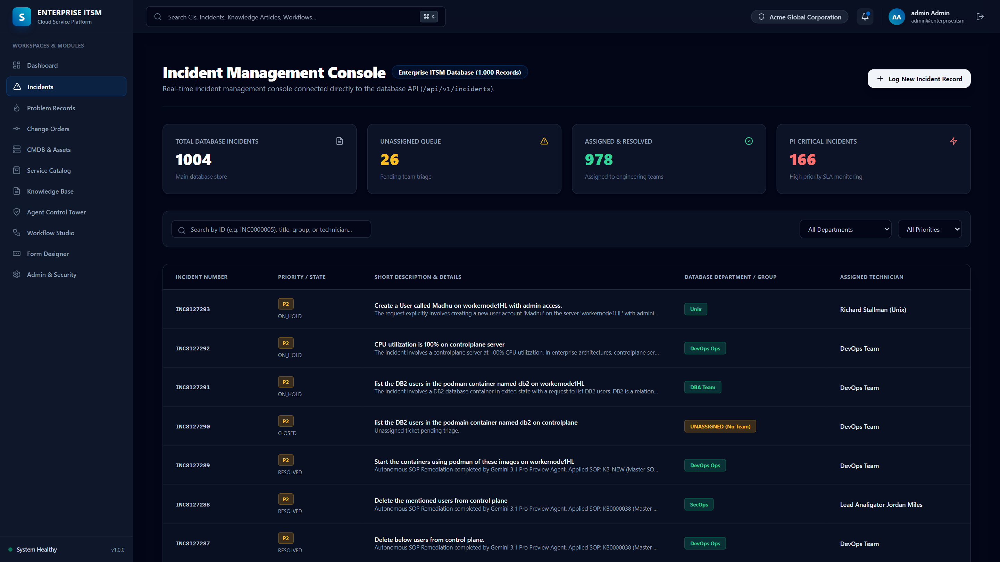 S
ENTERPRISE ITSM
Cloud Service Platform
Search CIs, Incidents, Knowledge Articles, Workflows...
⌘ K
Acme Global Corporation
AA
admin Admin
admin@enterprise.itsm
WORKSPACES & MODULES
Dashboard
Incidents
Problem Records
Change Orders
CMDB & Assets
Service Catalog
Knowledge Base
Agent Control Tower
Workflow Studio
Form Designer
Admin & Security
System Healthy
v1.0.0
Incident Management Console
Enterprise ITSM Database (1,000 Records)
Real-time incident management console connected directly to the database API (/api/v1/incidents).
Log New Incident Record
TOTAL DATABASE INCIDENTS
1004
Main database store
UNASSIGNED QUEUE
26
Pending team triage
ASSIGNED & RESOLVED
978
Assigned to engineering teams
P1 CRITICAL INCIDENTS
166
High priority SLA monitoring
Search by ID (e.g. INC0000005), title, group, or technician...
All Departments
All Priorities
INCIDENT NUMBER
PRIORITY / STATE
SHORT DESCRIPTION & DETAILS
DATABASE DEPARTMENT / GROUP
ASSIGNED TECHNICIAN
INC8127293
P2
ON_HOLD
Create a User called Madhu on workernode1HL with admin access.
The request explicitly involves creating a new user account 'Madhu' on the server 'workernode1HL' with admini...
Unix
Richard Stallman (Unix)
INC8127292
P2
ON_HOLD
CPU utilization is 100% on controlplane server
The incident involves a controlplane server at 100% CPU utilization. In enterprise architectures, controlplane ser...
DevOps Ops
DevOps Team
INC8127291
P2
ON_HOLD
list the DB2 users in the podman container named db2 on workernode1HL
The incident involves a DB2 database container in exited state with a request to list DB2 users. DB2 is a relation...
DBA Team
DevOps Team
INC8127290
P2
CLOSED
list the DB2 users in the podmain container named db2 on controlplane
Unassigned ticket pending triage.
UNASSIGNED (No Team)
DevOps Team
INC8127289
P2
RESOLVED
Start the containers using podman of these images on workernode1HL
Autonomous SOP Remediation completed by Gemini 3.1 Pro Preview Agent. Applied SOP: KB_NEW (Master SO...
DevOps Ops
DevOps Team
INC8127288
P2
RESOLVED
Delete the mentioned users from control plane
Autonomous SOP Remediation completed by Gemini 3.1 Pro Preview Agent. Applied SOP: KB0000038 (Master ...
SecOps
Lead Analigator Jordan Miles
INC8127287
P2
RESOLVED
Delete below users from control plane.
Autonomous SOP Remediation completed by Gemini 3.1 Pro Preview Agent. Applied SOP: KB0000038 (Master ...
DevOps Ops
DevOps Team